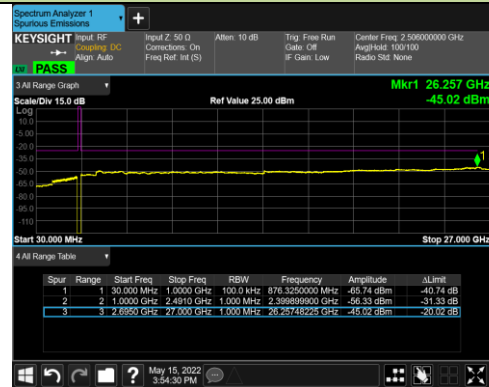 Spectrum Analyzer 1
Spurious Emissions
KEYSIGHT Input: RF Input Z: 50 Ω Atten: 10 dB Trig: Free Run Center Freq: 2.506000000 GHz
Coupling: DC Corrections: On Gate: Off Avg|Hold: 100/100
Align: Auto Freq Ref: Int (S) IF Gain: Low Radio Std: None
PASS
3 All Range Graph Mkr1 26.257 GHz
Scale/Div 15.0 dB Ref Value 25.00 dBm -45.02 dBm
Log
10.0
-5.00
-20.0
-35.0
-50.0
-65.0
-80.0
-95.0
-110
1
Start 30.000 MHz Stop 27.000 GHz
4 All Range Table
Spur Range Start Freq Stop Freq RBW Frequency Amplitude ΔLimit
1 1 30.000 MHz 1.0000 GHz 100.0 kHz 876.3250000 MHz -65.74 dBm -40.74 dB
2 2 1.0000 GHz 2.4910 GHz 1.000 MHz 2.399899900 GHz -56.33 dBm -31.33 dB
3 3 2.6950 GHz 27.000 GHz 1.000 MHz 26.25748225 GHz -45.02 dBm -20.02 dB
May 15, 2022
3:54:30 PM